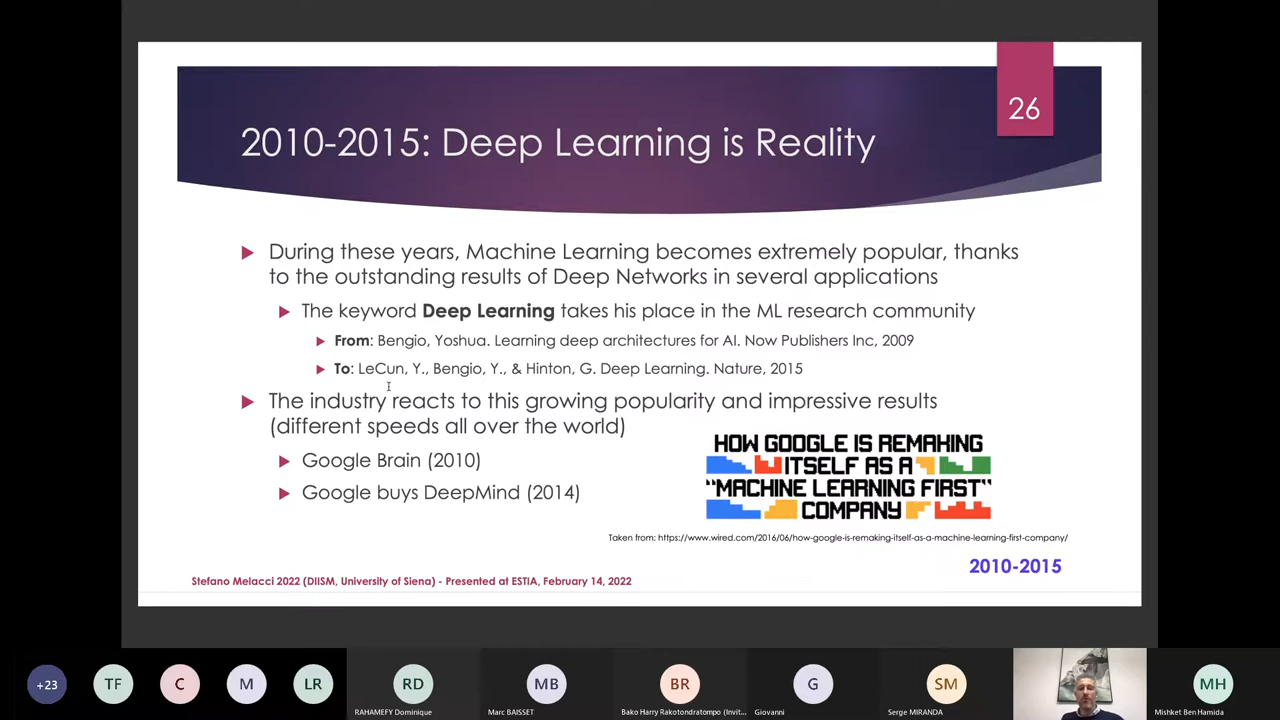 26
2010-2015: Deep Learning is Reality
During these years, Machine Learning becomes extremely popular, thanks
to the outstanding results of Deep Networks in several applications
The keyword Deep Learning takes his place in the ML research community
From: Bengio, Yoshua. Learning deep architectures for AI. Now Publishers Inc, 2009
To: LeCun, Y., Bengio, Y., & Hinton, G. Deep Learning. Nature, 2015
The industry reacts to this growing popularity and impressive results
(different speeds all over the world)
Google Brain (2010)
Google buys DeepMind (2014)
HOW GOOGLE IS REMAKING
ITSELF AS A
"MACHINE LEARNING FIRST"
COMPANY
Taken from: https://www.wired.com/2016/06/how-google-is-remaking-itself-as-a-machine-learning-first-company/
2010-2015
Stefano Melacci 2022 (DIISM, University of Siena) - Presented at ESTIA, February 14, 2022
+23
TF
C
M
LR
RD
MB
BR
G
SM
MH
RAHAMEFY Dominique
Marc BAISSET
Bako Harry Rakotondratompo (Invit...
Giovanni
Serge MIRANDA
Mishket Ben Hamida